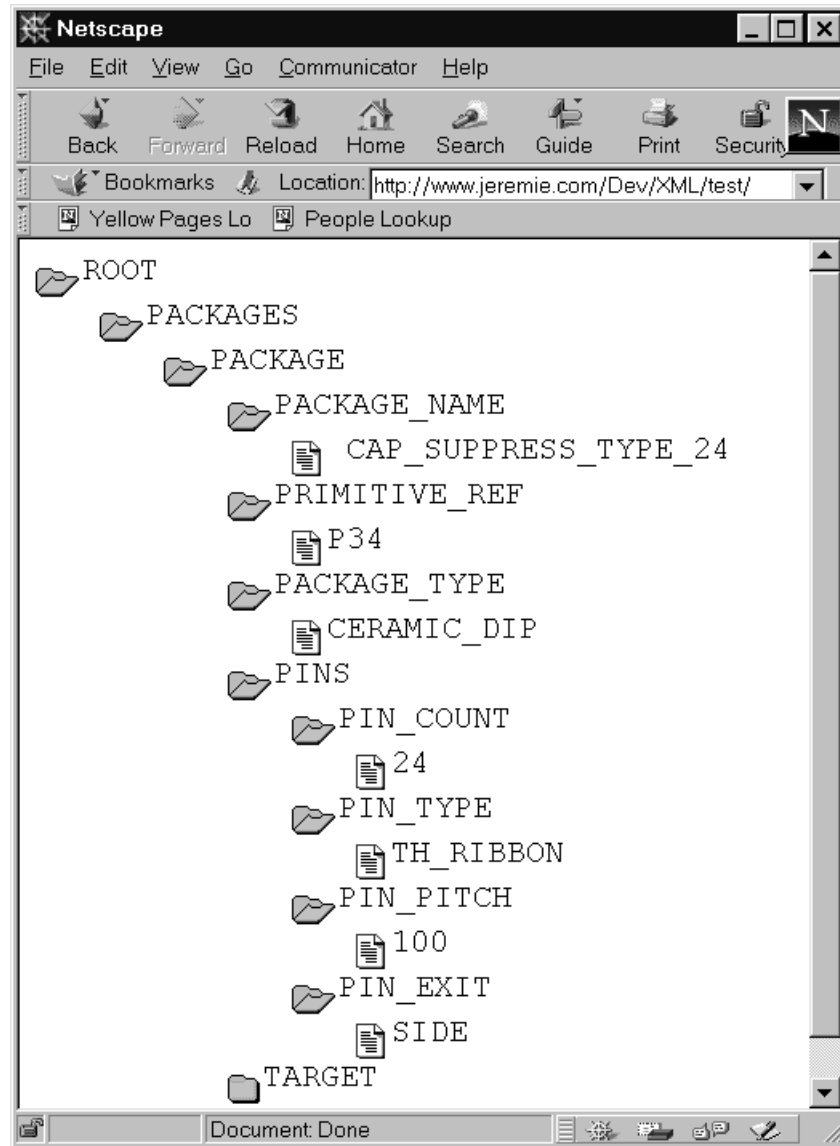 Netscape
File Edit View Go Communicator Help
N
Back Forward Reload Home Search Guide Print Security
Bookmarks Location: http://www.jeremie.com/Dev/XML/test/
Yellow Pages Lo People Lookup
ROOT
PACKAGES
PACKAGE
PACKAGE_NAME
CAP_SUPPRESS_TYPE_24
PRIMITIVE_REF
P34
PACKAGE_TYPE
CERAMIC_DIP
PINS
PIN_COUNT
24
PIN_TYPE
TH_RIBBON
PIN_PITCH
100
PIN_EXIT
SIDE
TARGET
Document: Done